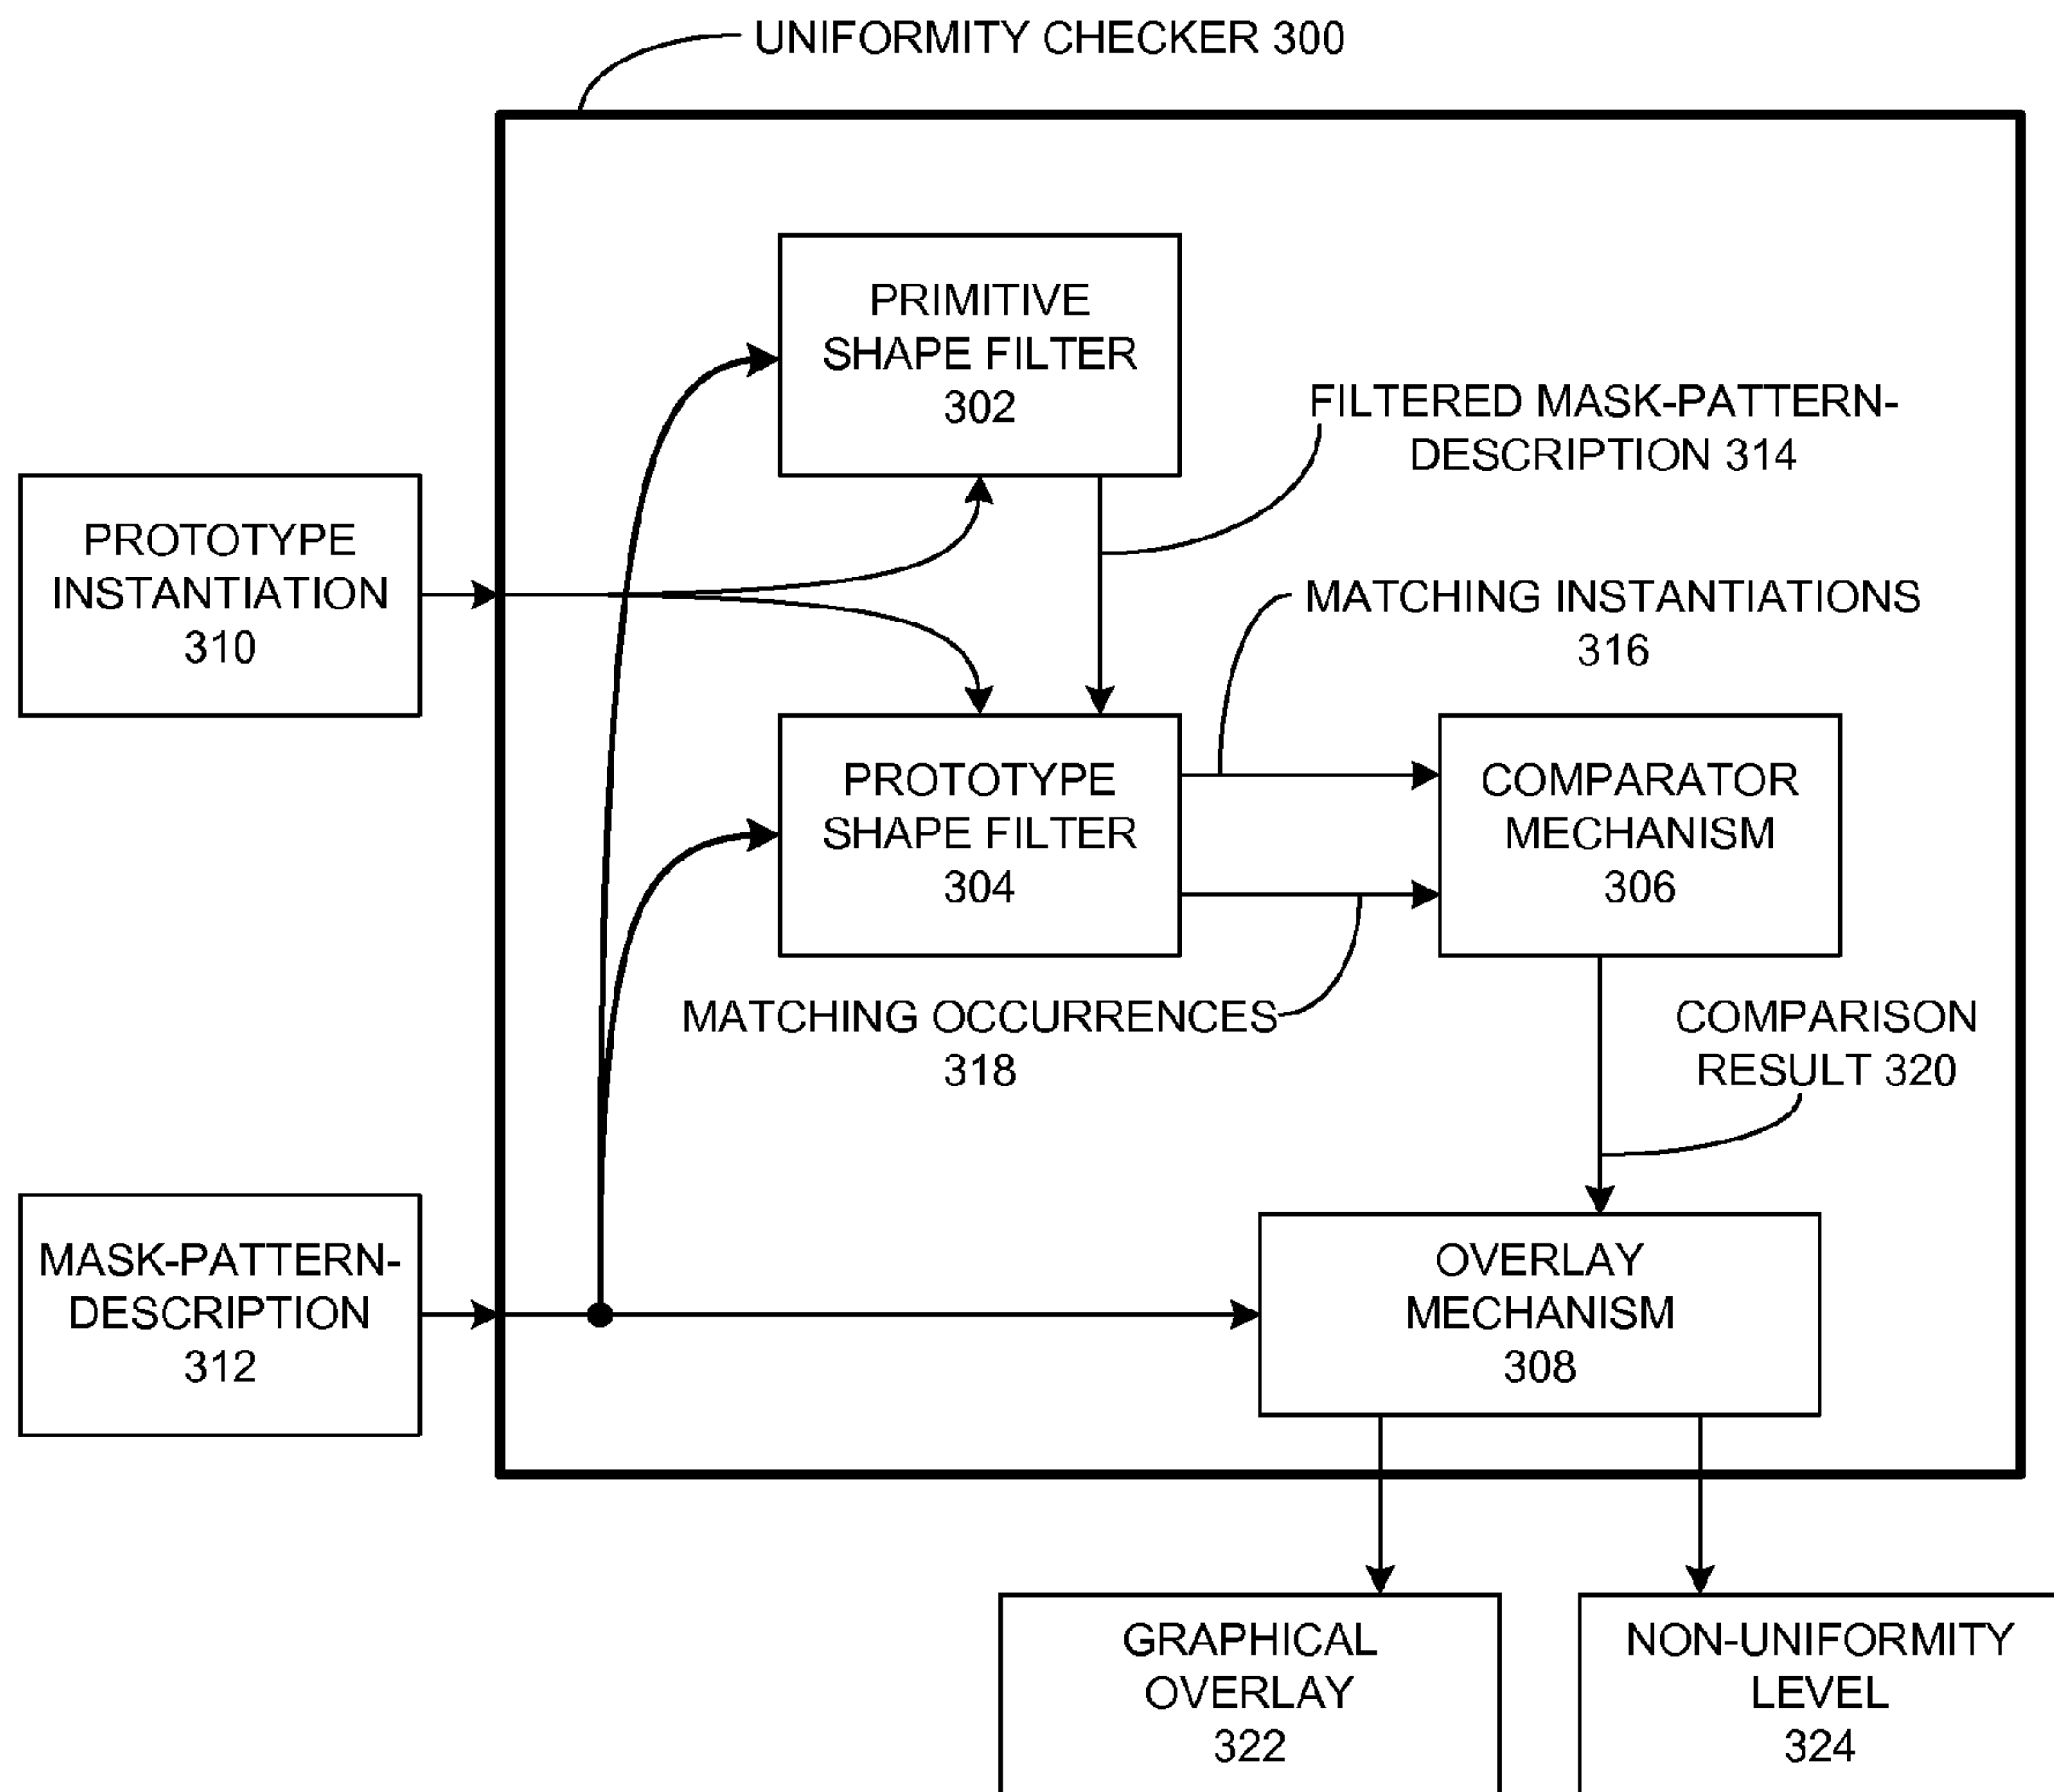 UNIFORMITY CHECKER 300
PRIMITIVE
SHAPE FILTER
302
FILTERED MASK-PATTERN-
DESCRIPTION 314
PROTOTYPE
INSTANTIATION
310
MATCHING INSTANTIATIONS
316
PROTOTYPE
SHAPE FILTER
304
COMPARATOR
MECHANISM
306
MATCHING OCCURRENCES
318
COMPARISON
RESULT 320
MASK-PATTERN-
DESCRIPTION
312
OVERLAY
MECHANISM
308
GRAPHICAL
OVERLAY
322
NON-UNIFORMITY
LEVEL
324